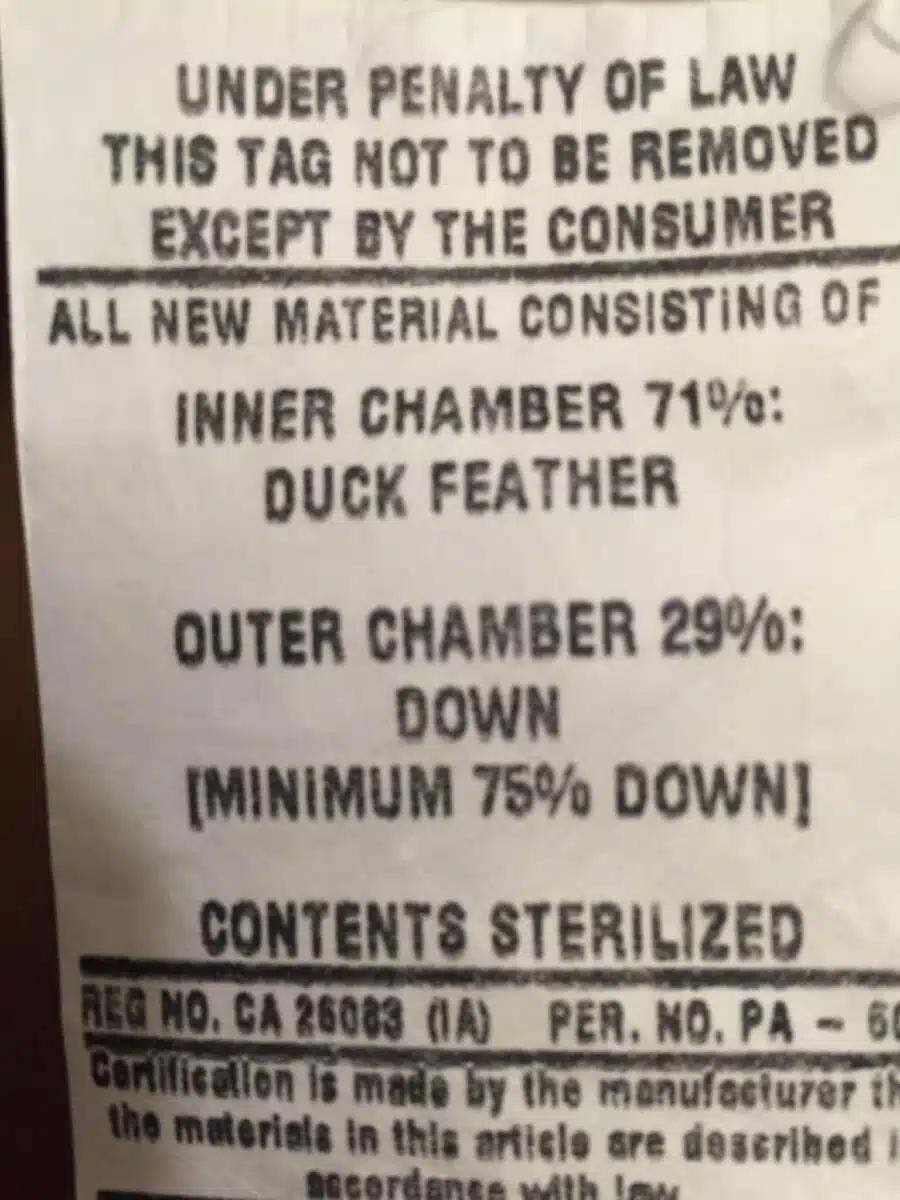 UNDER PENALTY OF LAW
THIS TAG NOT TO BE REMOVED
EXCEPT BY THE CONSUMER
ALL NEW MATERIAL CONSISTING OF
INNER CHAMBER 71%:
DUCK FEATHER
OUTER CHAMBER 29%:
DOWN
[MINIMUM 75% DOWN]
CONTENTS STERILIZED
REG NO. CA 26083 (IA) PER. NO. PA –
Certification is made by the manufacturer
the materials in this article are described
accordance with law